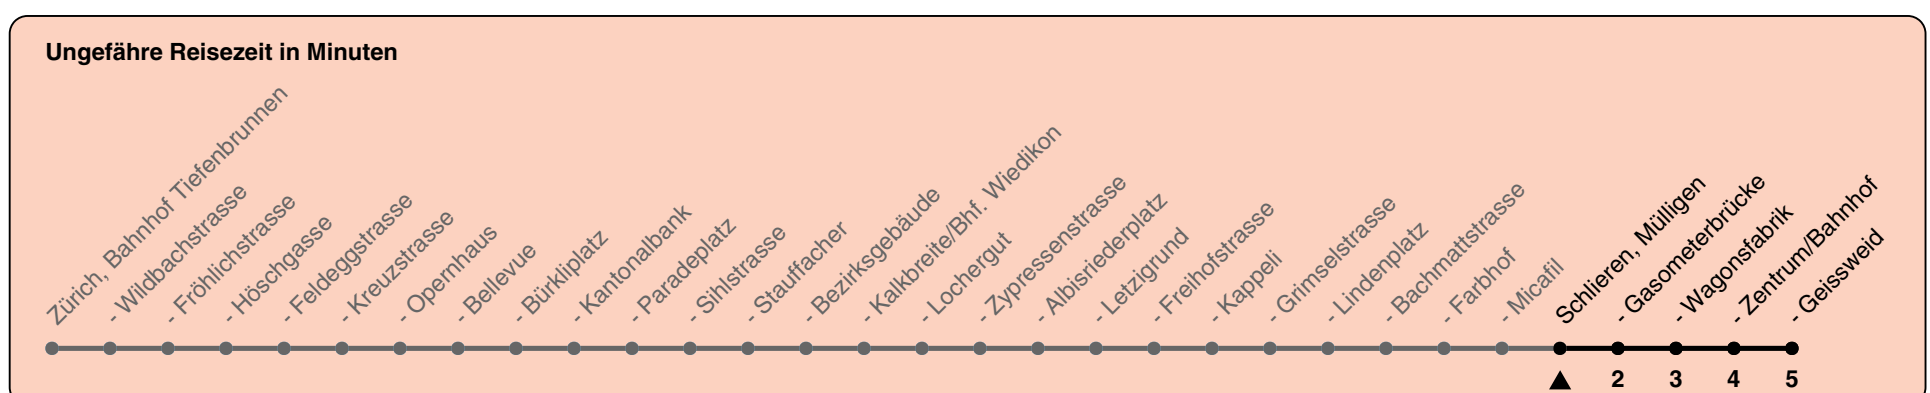 Ungefähre Reisezeit in Minuten
Zürich, Bahnhof Tiefenbrunnen
- Wildbachstrasse
- Fröhlichstrasse
- Höschgasse
- Feldeggstrasse
- Kreuzstrasse
- Opernhaus
- Bellevue
- Bürkliplatz
- Kantonalbank
- Paradeplatz
- Sihlstrasse
- Stauffacher
- Bezirksgebäude
- Kalkbreite/Bhf. Wiedikon
- Lochergut
- Zypressenstrasse
- Albisriederplatz
- Letzigrund
- Freihofstrasse
- Kappeli
- Grimselstrasse
- Lindenplatz
- Bachmattstrasse
- Farbhof
- Micafil
Schlieren, Mülligen
- Gasometerbrücke
- Wagonsfabrik
- Zentrum/Bahnhof
- Geissweid
2 3 4 5